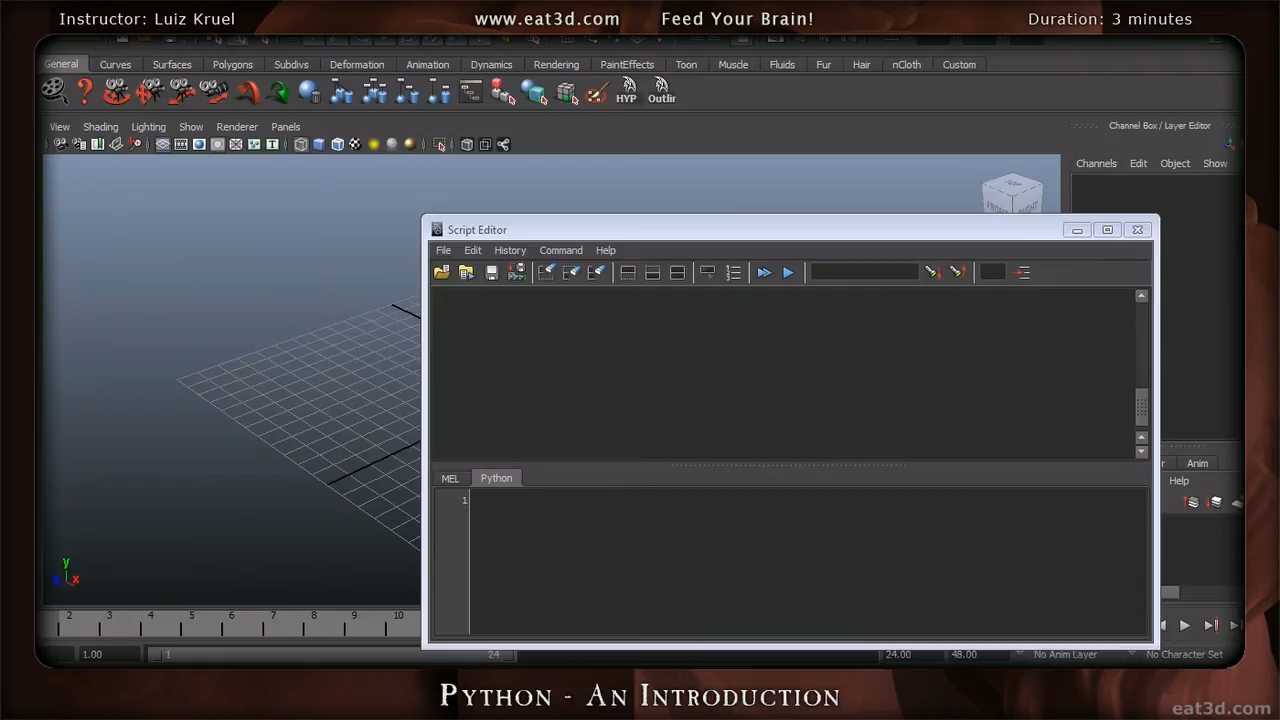 Instructor: Luiz Kruel www.eat3d.com Feed Your Brain! Duration: 3 minutes
General Curves Surfaces Polygons Subdivs Deformation Animation Dynamics Rendering PaintEffects Toon Muscle Fluids Fur Hair nCloth Custom
HYP Outlir
View Shading Lighting Show Renderer Panels
Channel Box / Layer Editor
Channels Edit Object Show
TOP
FRONT RIGHT
Script Editor
File Edit History Command Help
MEL Python
1
Anim
Help
y
z x
2 3 4 5 6 7 8 9 10
1.00 1 24 24.00 48.00 No Anim Layer No Character Set
Python - An Introduction
eat3d.com